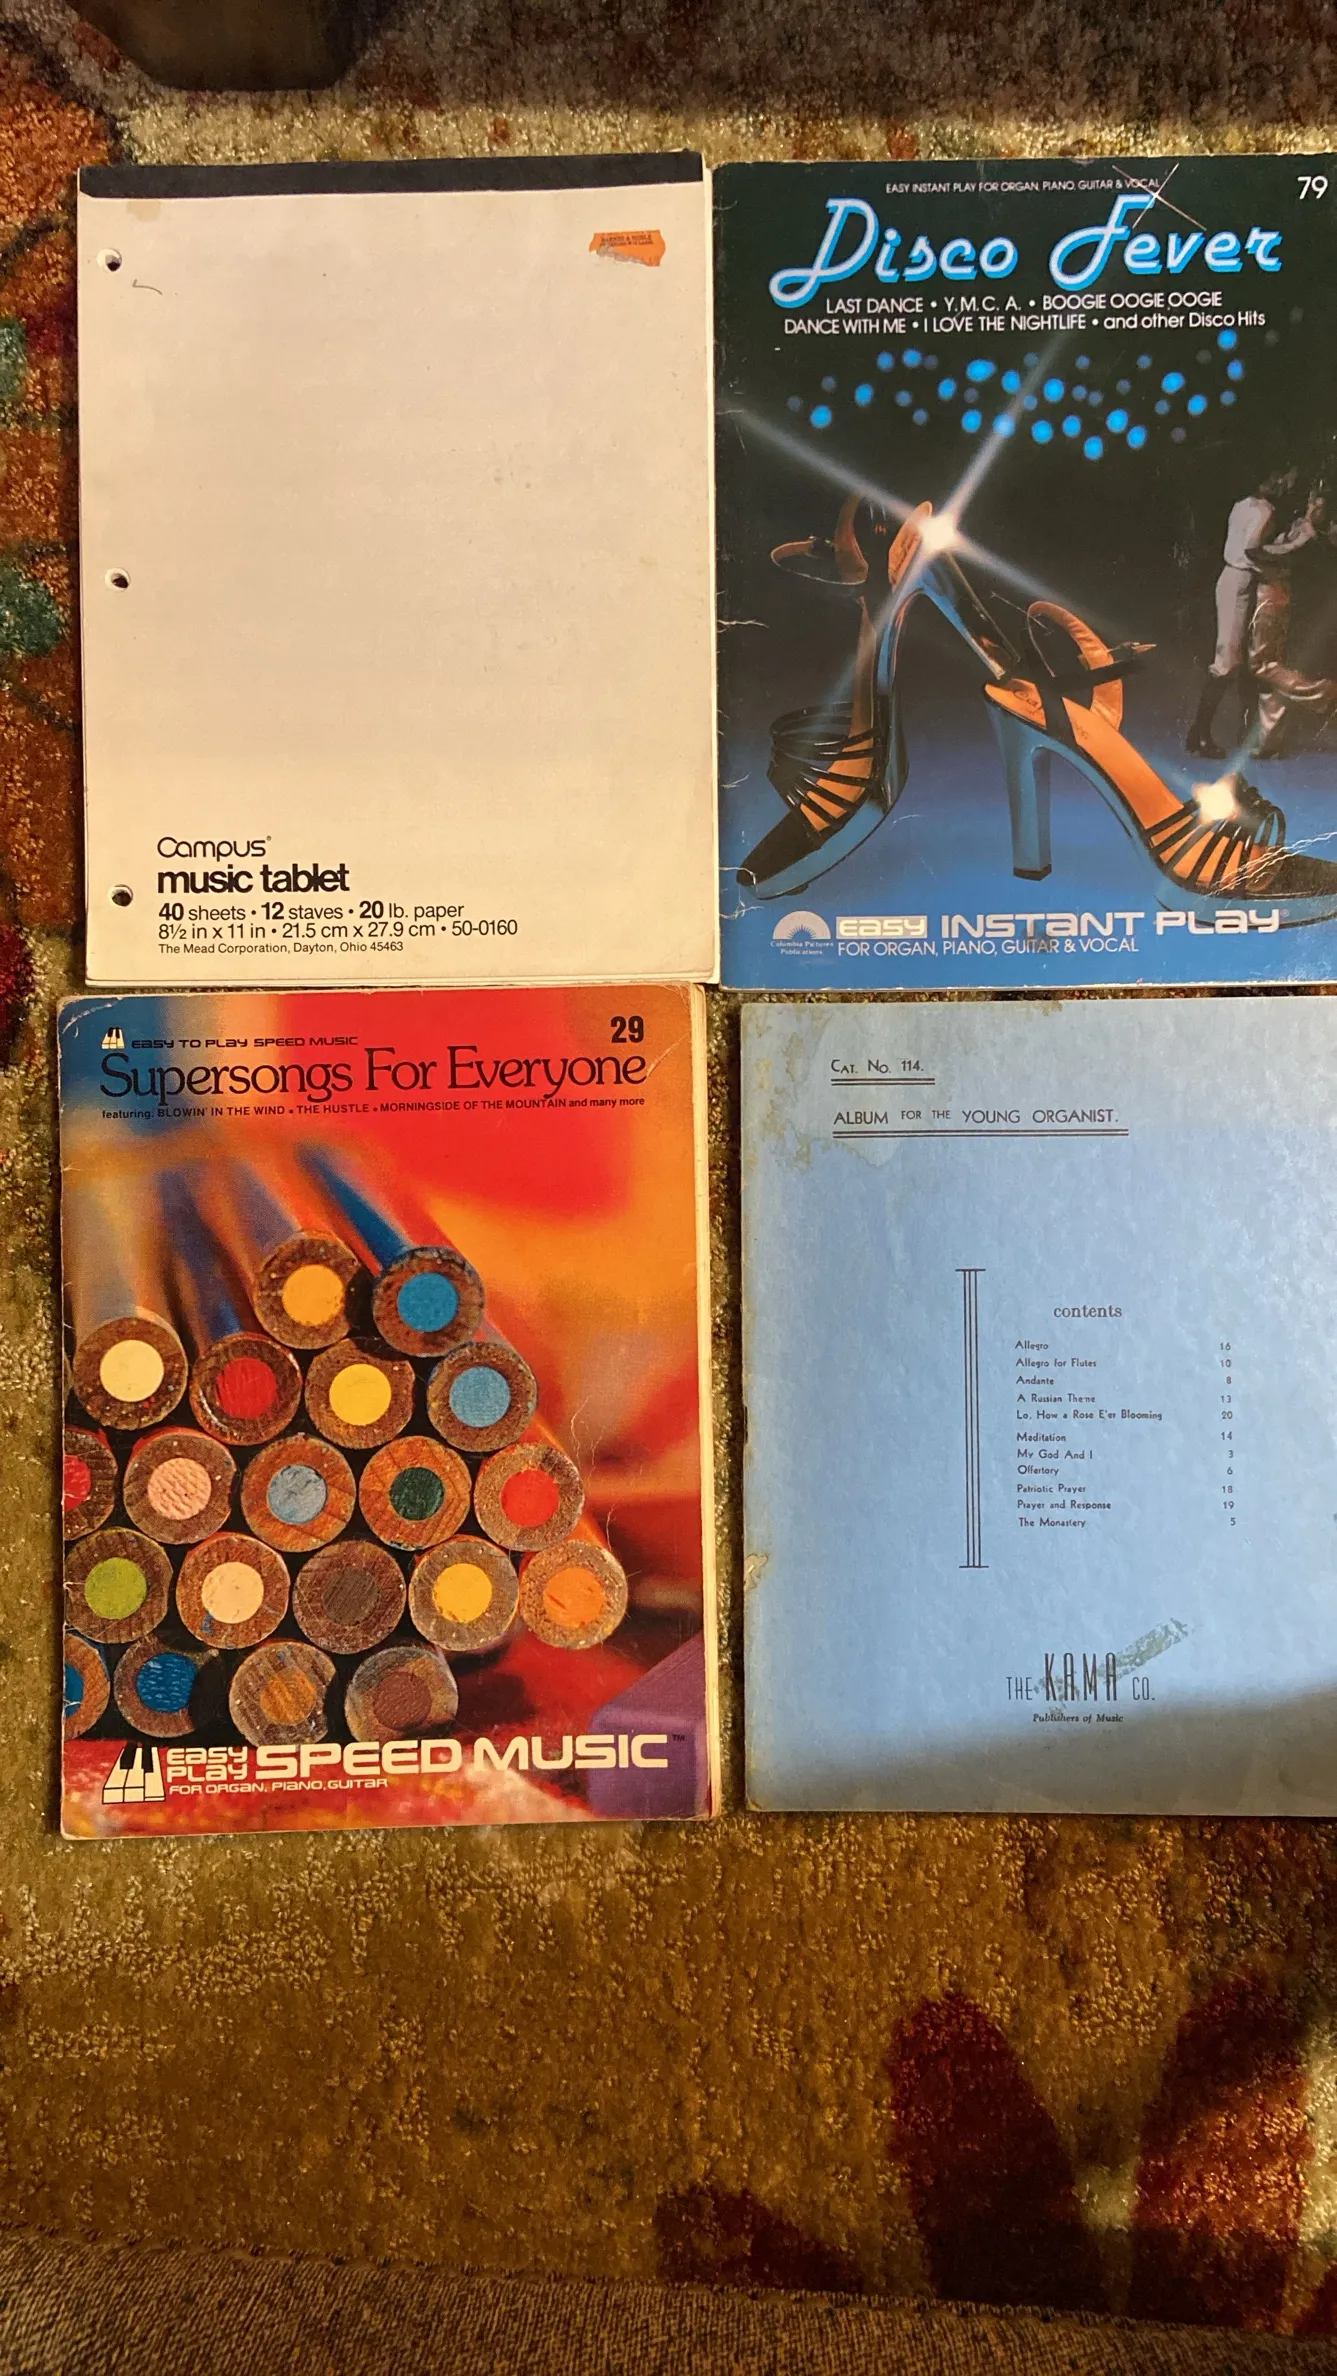 BARNES & NOBLE
Campus®
music tablet
40 sheets • 12 staves • 20 lb. paper
8½ in x 11 in • 21.5 cm x 27.9 cm • 50-0160
The Mead Corporation, Dayton, Ohio 45463
EASY INSTANT PLAY FOR ORGAN, PIANO, GUITAR & VOCAL
79
Disco Fever
LAST DANCE • Y.M.C.A. • BOOGIE OOGIE OOGIE
DANCE WITH ME • I LOVE THE NIGHTLIFE • and other Disco Hits
Columbia Pictures
Publications
EASY INSTANT PLAY®
FOR ORGAN, PIANO, GUITAR & VOCAL
EASY TO PLAY SPEED MUSIC
29
Supersongs For Everyone
featuring: BLOWIN' IN THE WIND • THE HUSTLE • MORNINGSIDE OF THE MOUNTAIN and many more
EASY PLAY SPEED MUSIC™
FOR ORGAN, PIANO, GUITAR
CAT. NO. 114.
ALBUM FOR THE YOUNG ORGANIST.
contents
Allegro 16
Allegro for Flutes 10
Andante 8
A Russian Theme 13
Lo, How a Rose E'er Blooming 20
Meditation 14
My God And I 3
Offertory 6
Patriotic Prayer 18
Prayer and Response 19
The Monastery 5
THE KAMA CO.
Publishers of Music